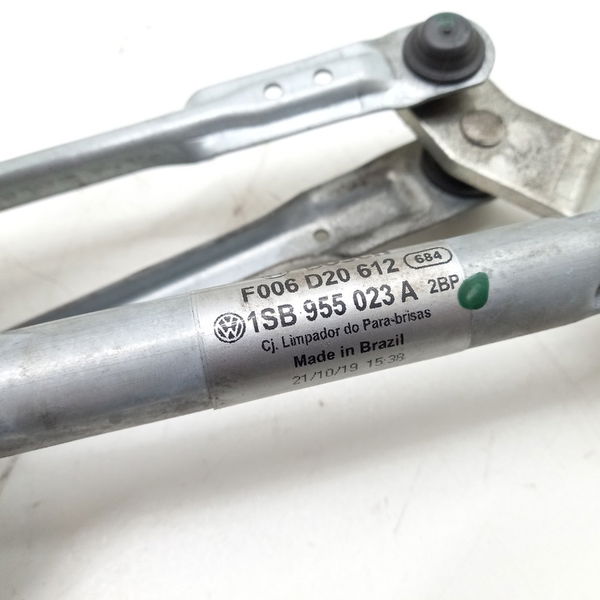 F006 D20 612 684
1SB 955 023 A 2BP
Cj. Limpador do Para-brisas
Made in Brazil
21/10/19 15:38